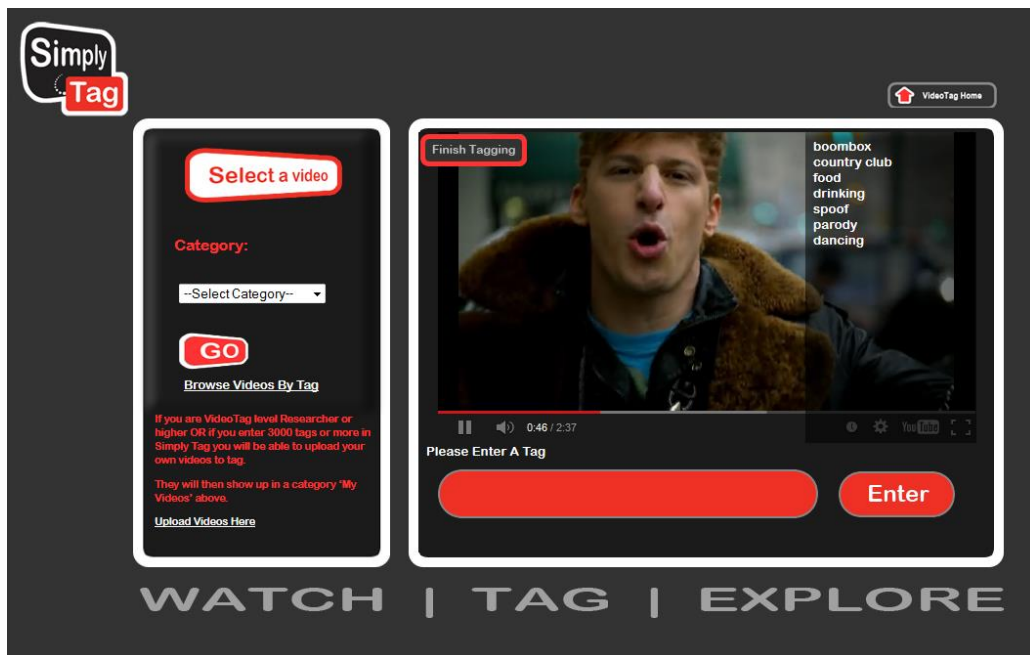 Simply
Tag
VideoTag Home
Select a video
Category:
--Select Category--
GO
Browse Videos By Tag
If you are VideoTag level Researcher or
higher OR if you enter 3000 tags or more in
Simply Tag you will be able to upload your
own videos to tag.
They will then show up in a category "My
Videos" above.
Upload Videos Here
Finish Tagging
boombox
country club
food
drinking
spoof
parody
dancing
0:46 / 2:37
YouTube
Please Enter A Tag
Enter
WATCH | TAG | EXPLORE